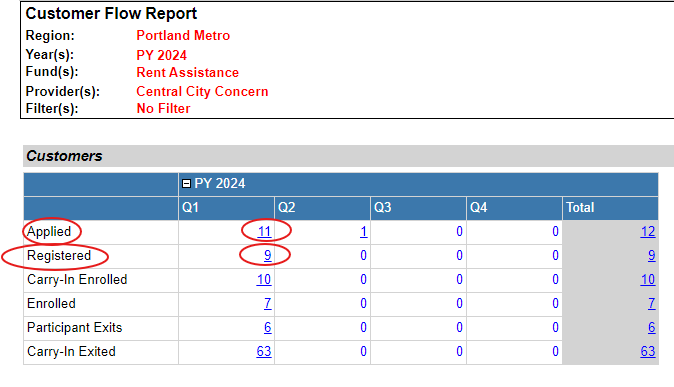 Customer Flow Report
Region: Portland Metro
Year(s): PY 2024
Fund(s): Rent Assistance
Provider(s): Central City Concern
Filter(s): No Filter
Customers
PY 2024
Q1 Q2 Q3 Q4 Total
Applied 11 1 0 0 12
Registered 9 0 0 0 9
Carry-In Enrolled 10 0 0 0 10
Enrolled 7 0 0 0 7
Participant Exits 6 0 0 0 6
Carry-In Exited 63 0 0 0 63